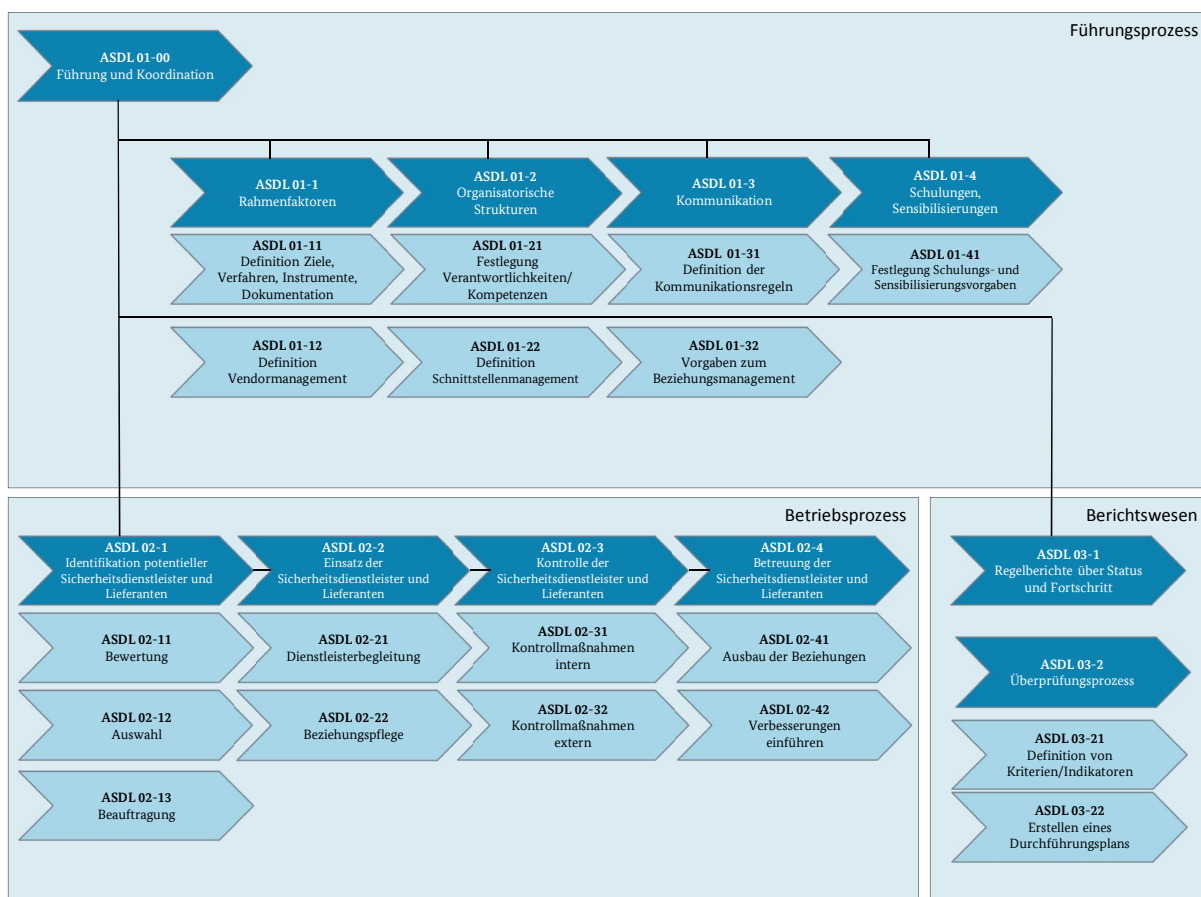 Führungsprozess
ASDL 01-00
Führung und Koordination
ASDL 01-1
Rahmenfaktoren
ASDL 01-2
Organisatorische
Strukturen
ASDL 01-3
Kommunikation
ASDL 01-4
Schulungen,
Sensibilisierungen
ASDL 01-11
Definition Ziele,
Verfahren, Instrumente,
Dokumentation
ASDL 01-21
Festlegung
Verantwortlichkeiten/
Kompetenzen
ASDL 01-31
Definition der
Kommunikationsregeln
ASDL 01-41
Festlegung Schulungs- und
Sensibilisierungsvorgaben
ASDL 01-12
Definition
Vendormanagement
ASDL 01-22
Definition
Schnittstellenmanagement
ASDL 01-32
Vorgaben zum
Beziehungsmanagement
Betriebsprozess
ASDL 02-1
Identifikation potentieller
Sicherheitsdienstleister und
Lieferanten
ASDL 02-2
Einsatz der
Sicherheitsdienstleister und
Lieferanten
ASDL 02-3
Kontrolle der
Sicherheitsdienstleister und
Lieferanten
ASDL 02-4
Betreuung der
Sicherheitsdienstleister und
Lieferanten
ASDL 02-11
Bewertung
ASDL 02-21
Dienstleisterbegleitung
ASDL 02-31
Kontrollmaßnahmen
intern
ASDL 02-41
Ausbau der Beziehungen
ASDL 02-12
Auswahl
ASDL 02-22
Beziehungspflege
ASDL 02-32
Kontrollmaßnahmen
extern
ASDL 02-42
Verbesserungen
einführen
ASDL 02-13
Beauftragung
Berichtswesen
ASDL 03-1
Regelberichte über Status
und Fortschritt
ASDL 03-2
Überprüfungsprozess
ASDL 03-21
Definition von
Kriterien/Indikatoren
ASDL 03-22
Erstellen eines
Durchführungsplans